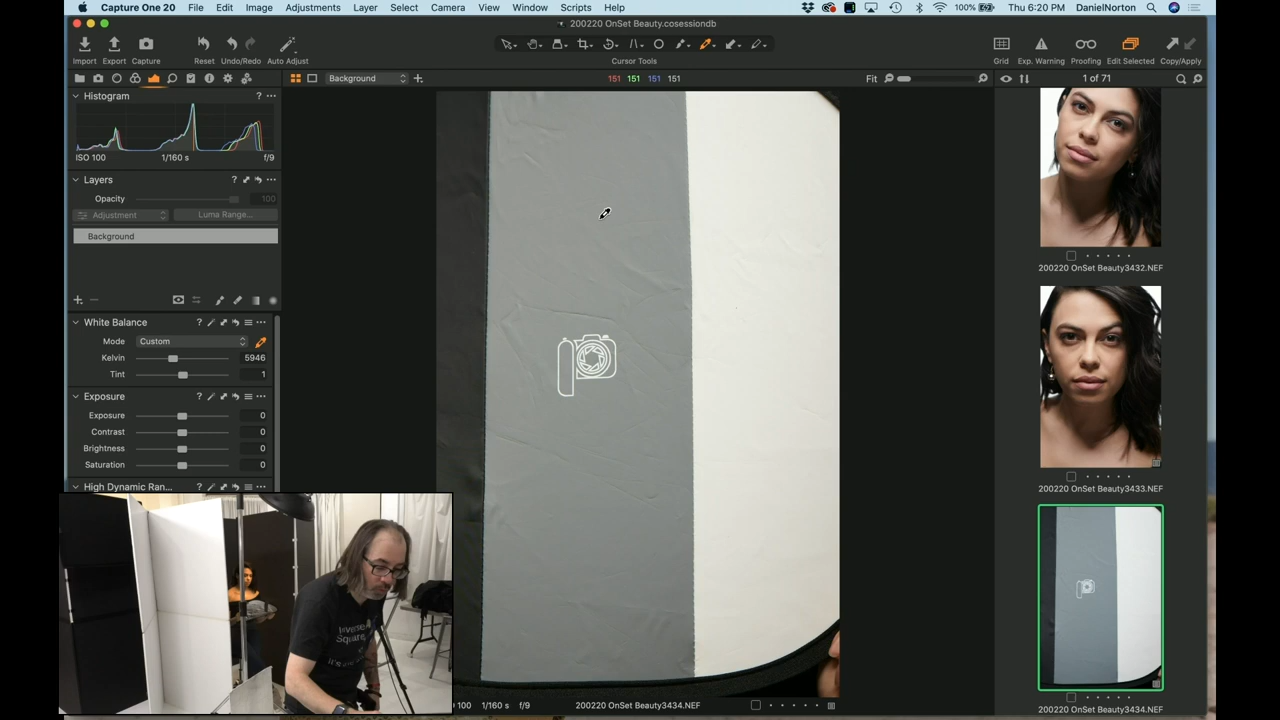 Capture One 20 File Edit Image Adjustments Layer Select Camera View Window Scripts Help 100% Thu 6:20 PM DanielNorton
200220 OnSet Beauty.cosessiondb
Import Export Capture Reset Undo/Redo Auto Adjust Cursor Tools Grid Exp. Warning Proofing Edit Selected Copy/Apply
Background 151 151 151 151 Fit 1 of 71
Histogram ?
ISO 100 1/160 s f/9
Layers ?
Opacity 100
Adjustment Luma Range...
Background
White Balance ?
Mode Custom
Kelvin 5946
Tint 1
Exposure ?
Exposure 0
Contrast 0
Brightness 0
Saturation 0
High Dynamic Ran... ?
200220 OnSet Beauty3432.NEF
200220 OnSet Beauty3433.NEF
200220 OnSet Beauty3434.NEF
Inverse
Square
100 1/160 s f/9 200220 OnSet Beauty3434.NEF